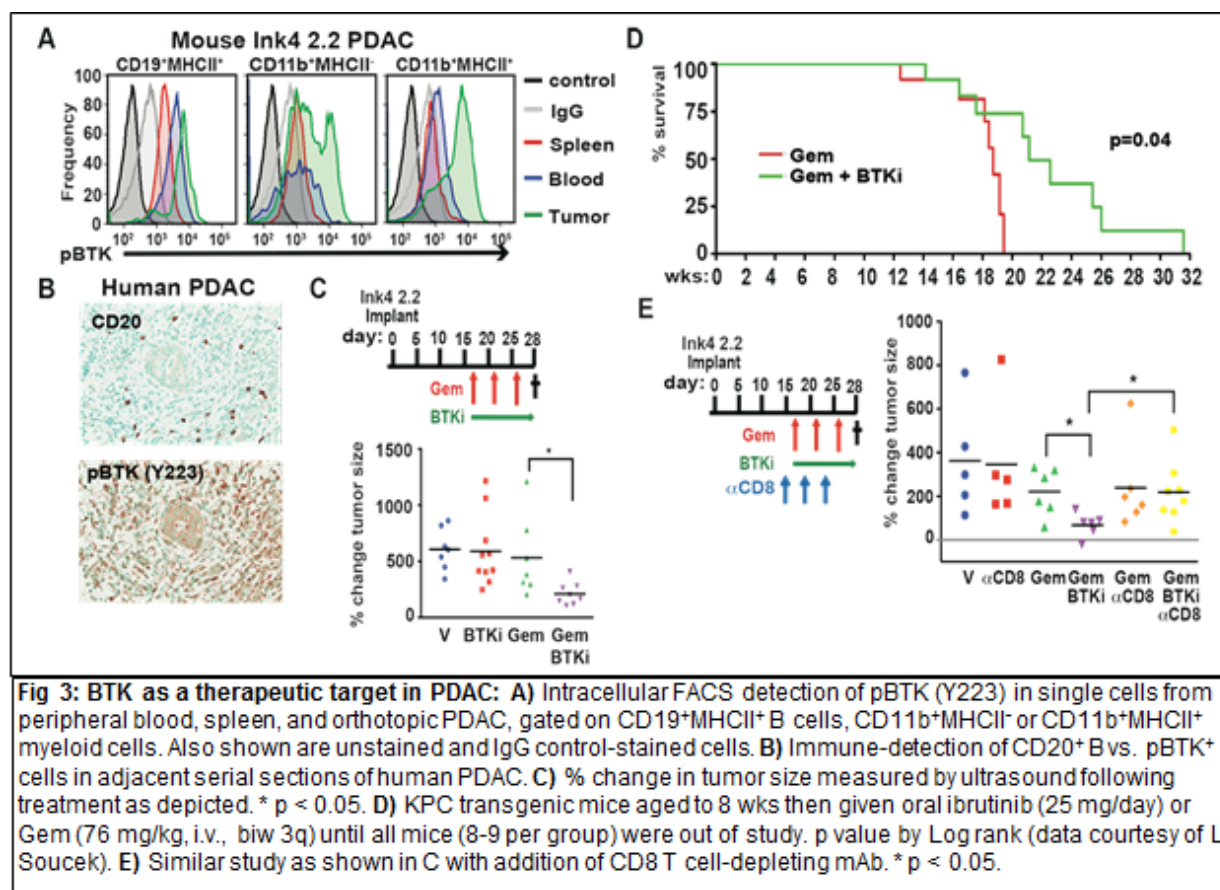 A
Mouse Ink4 2.2 PDAC
CD19⁺MHCII⁺ CD11b⁺MHCII⁻ CD11b⁺MHCII⁺
Frequency
100
80
60
40
20
0
10² 10³ 10⁴ 10⁵ 10² 10³ 10⁴ 10⁵ 10² 10³ 10⁴ 10⁵
pBTK
control
IgG
Spleen
Blood
Tumor
B
Human PDAC
CD20
pBTK (Y223)
C
Ink4 2.2
Implant
day: 0 5 10 15 20 25 28
Gem
BTKi
% change tumor size
1500
1000
500
0
*
V BTKi Gem Gem
BTKi
D
% survival
100
75
50
25
0
Gem
Gem + BTKi
p=0.04
wks: 0 2 4 6 8 10 12 14 16 18 20 22 24 26 28 30 32
E
Ink4 2.2
Implant
day: 0 5 10 15 20 25 28
Gem
BTKi
αCD8
% change tumor size
1000
800
600
400
200
0
*
*
V αCD8 Gem Gem Gem Gem
BTKi αCD8 BTKi
αCD8
Fig 3: BTK as a therapeutic target in PDAC: A) Intracellular FACS detection of pBTK (Y223) in single cells from
peripheral blood, spleen, and orthotopic PDAC, gated on CD19⁺MHCII⁺ B cells, CD11b⁺MHCII⁻ or CD11b⁺MHCII⁺
myeloid cells. Also shown are unstained and IgG control-stained cells. B) Immune-detection of CD20⁺ B vs. pBTK⁺
cells in adjacent serial sections of human PDAC. C) % change in tumor size measured by ultrasound following
treatment as depicted. * p < 0.05. D) KPC transgenic mice aged to 8 wks then given oral ibrutinib (25 mg/day) or
Gem (76 mg/kg, i.v., biw 3q) until all mice (8-9 per group) were out of study. p value by Log rank (data courtesy of L
Soucek). E) Similar study as shown in C with addition of CD8 T cell-depleting mAb. * p < 0.05.